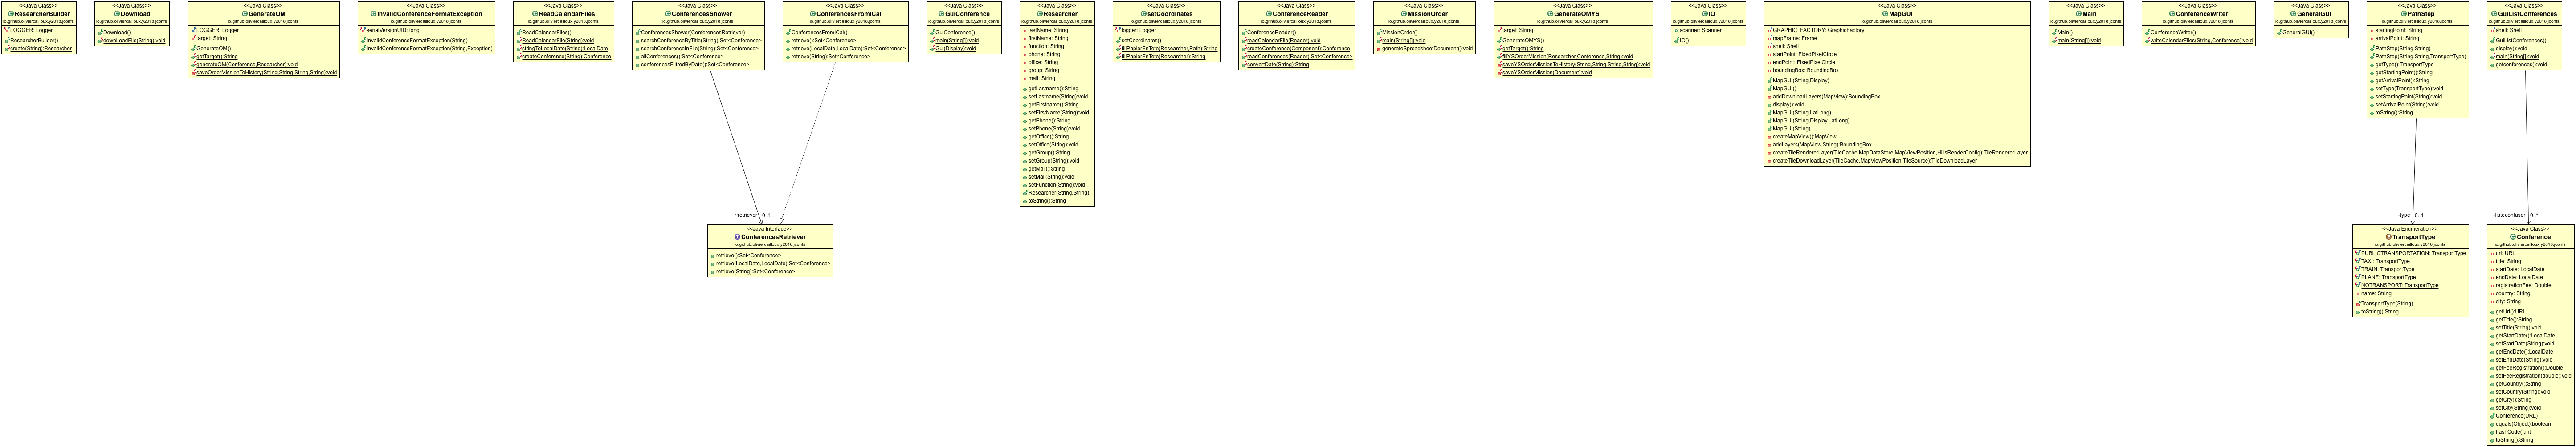 <<Java Class>>
ResearcherBuilder
io.github.oliviercailloux.y2018.jconfs
LOGGER: Logger
ResearcherBuilder()
create(String):Researcher
<<Java Class>>
Download
io.github.oliviercailloux.y2018.jconfs
Download()
downLoadFile(String):void
<<Java Class>>
GenerateOM
io.github.oliviercailloux.y2018.jconfs
LOGGER: Logger
target: String
GenerateOM()
getTarget():String
generateOM(Conference,Researcher):void
saveOrderMissionToHistory(String,String,String,String):void
<<Java Class>>
InvalidConferenceFormatException
io.github.oliviercailloux.y2018.jconfs
serialVersionUID: long
InvalidConferenceFormatException(String)
InvalidConferenceFormatException(String,Exception)
<<Java Class>>
ReadCalendarFiles
io.github.oliviercailloux.y2018.jconfs
ReadCalendarFiles()
ReadCalendarFile(String):void
stringToLocalDate(String):LocalDate
createConference(String):Conference
<<Java Class>>
ConferencesShower
io.github.oliviercailloux.y2018.jconfs
ConferencesShower(ConferencesRetriever)
search(String):Set<Conference>
searchConferenceByTitle(String):Set<Conference>
searchConferenceInFile(String):Set<Conference>
allConferences():Set<Conference>
conferencesFiltredByDate():Set<Conference>
<<Java Class>>
ConferencesFromICal
io.github.oliviercailloux.y2018.jconfs
ConferencesFromICal()
retrieve():Set<Conference>
retrieve(LocalDate,LocalDate):Set<Conference>
retrieve(String):Set<Conference>
<<Java Class>>
GuiConference
io.github.oliviercailloux.y2018.jconfs
GuiConference()
main(String[]):void
Gui(Display):void
<<Java Class>>
Researcher
io.github.oliviercailloux.y2018.jconfs
lastName: String
firstName: String
function: String
phone: String
office: String
group: String
mail: String
getLastname():String
setLastname(String):void
getFirstname():String
setFirstName(String):void
getPhone():String
setPhone(String):void
getOffice():String
setOffice(String):void
getGroup():String
setGroup(String):void
getMail():String
setMail(String):void
setFunction(String):void
Researcher(String,String)
toString():String
<<Java Class>>
setCoordinates
io.github.oliviercailloux.y2018.jconfs
logger: Logger
setCoordinates()
fillPapierEnTete(Researcher,Path):String
fillPapierEnTete(Researcher):String
<<Java Class>>
ConferenceReader
io.github.oliviercailloux.y2018.jconfs
ConferenceReader()
readCalendarFile(Reader):void
createConference(Component):Conference
readConferences(Reader):Set<Conference>
convertDate(String):String
<<Java Class>>
MissionOrder
io.github.oliviercailloux.y2018.jconfs
MissionOrder()
main(String[]):void
generateSpreadsheetDocument():void
<<Java Class>>
GenerateOMYS
io.github.oliviercailloux.y2018.jconfs
target: String
GenerateOMYS()
getTarget():String
fillYSOrderMission(Researcher,Conference,String):void
saveYSOrderMissionToHistory(String,String,String,String):void
saveYSOrderMission(Document):void
<<Java Class>>
IO
io.github.oliviercailloux.y2018.jconfs
scanner: Scanner
IO()
<<Java Class>>
MapGUI
io.github.oliviercailloux.y2018.jconfs
GRAPHIC_FACTORY: GraphicFactory
mapFrame: Frame
shell: Shell
startPoint: FixedPixelCircle
endPoint: FixedPixelCircle
boundingBox: BoundingBox
MapGUI(String,Display)
MapGUI()
addDownloadLayers(MapView):BoundingBox
display():void
MapGUI(String,LatLong)
MapGUI(String,Display,LatLong)
MapGUI(String)
createMapView():MapView
addLayers(MapView,String):BoundingBox
createTileRendererLayer(TileCache,MapDataStore,MapViewPosition,HillsRenderConfig):TileRendererLayer
createTileDownloadLayer(TileCache,MapViewPosition,TileSource):TileDownloadLayer
<<Java Class>>
Main
io.github.oliviercailloux.y2018.jconfs
Main()
main(String[]):void
<<Java Class>>
ConferenceWriter
io.github.oliviercailloux.y2018.jconfs
ConferenceWriter()
writeCalendarFiles(String,Conference):void
<<Java Class>>
GeneralGUI
io.github.oliviercailloux.y2018.jconfs
GeneralGUI()
<<Java Class>>
PathStep
io.github.oliviercailloux.y2018.jconfs
startingPoint: String
arrivalPoint: String
PathStep(String,String)
PathStep(String,String,TransportType)
getType():TransportType
getStartingPoint():String
getArrivalPoint():String
setType(TransportType):void
setStartingPoint(String):void
setArrivalPoint(String):void
toString():String
<<Java Class>>
GuiListConferences
io.github.oliviercailloux.y2018.jconfs
shell: Shell
GuiListConferences()
display():void
main(String[]):void
getconferences():void
~retriever 0..1
<<Java Interface>>
ConferencesRetriever
io.github.oliviercailloux.y2018.jconfs
retrieve():Set<Conference>
retrieve(LocalDate,LocalDate):Set<Conference>
retrieve(String):Set<Conference>
-type 0..1
<<Java Enumeration>>
TransportType
io.github.oliviercailloux.y2018.jconfs
PUBLICTRANSPORTATION: TransportType
TAXI: TransportType
TRAIN: TransportType
PLANE: TransportType
NOTRANSPORT: TransportType
name: String
TransportType(String)
toString():String
-listeconfuser 0..*
<<Java Class>>
Conference
io.github.oliviercailloux.y2018.jconfs
url: URL
title: String
startDate: LocalDate
endDate: LocalDate
registrationFee: Double
country: String
city: String
getUrl():URL
getTitle():String
setTitle(String):void
getStartDate():LocalDate
setStartDate(String):void
getEndDate():LocalDate
setEndDate(String):void
getFeeRegistration():Double
setFeeRegistration(double):void
getCountry():String
setCountry(String):void
getCity():String
setCity(String):void
Conference(URL)
equals(Object):boolean
hashCode():int
toString():String